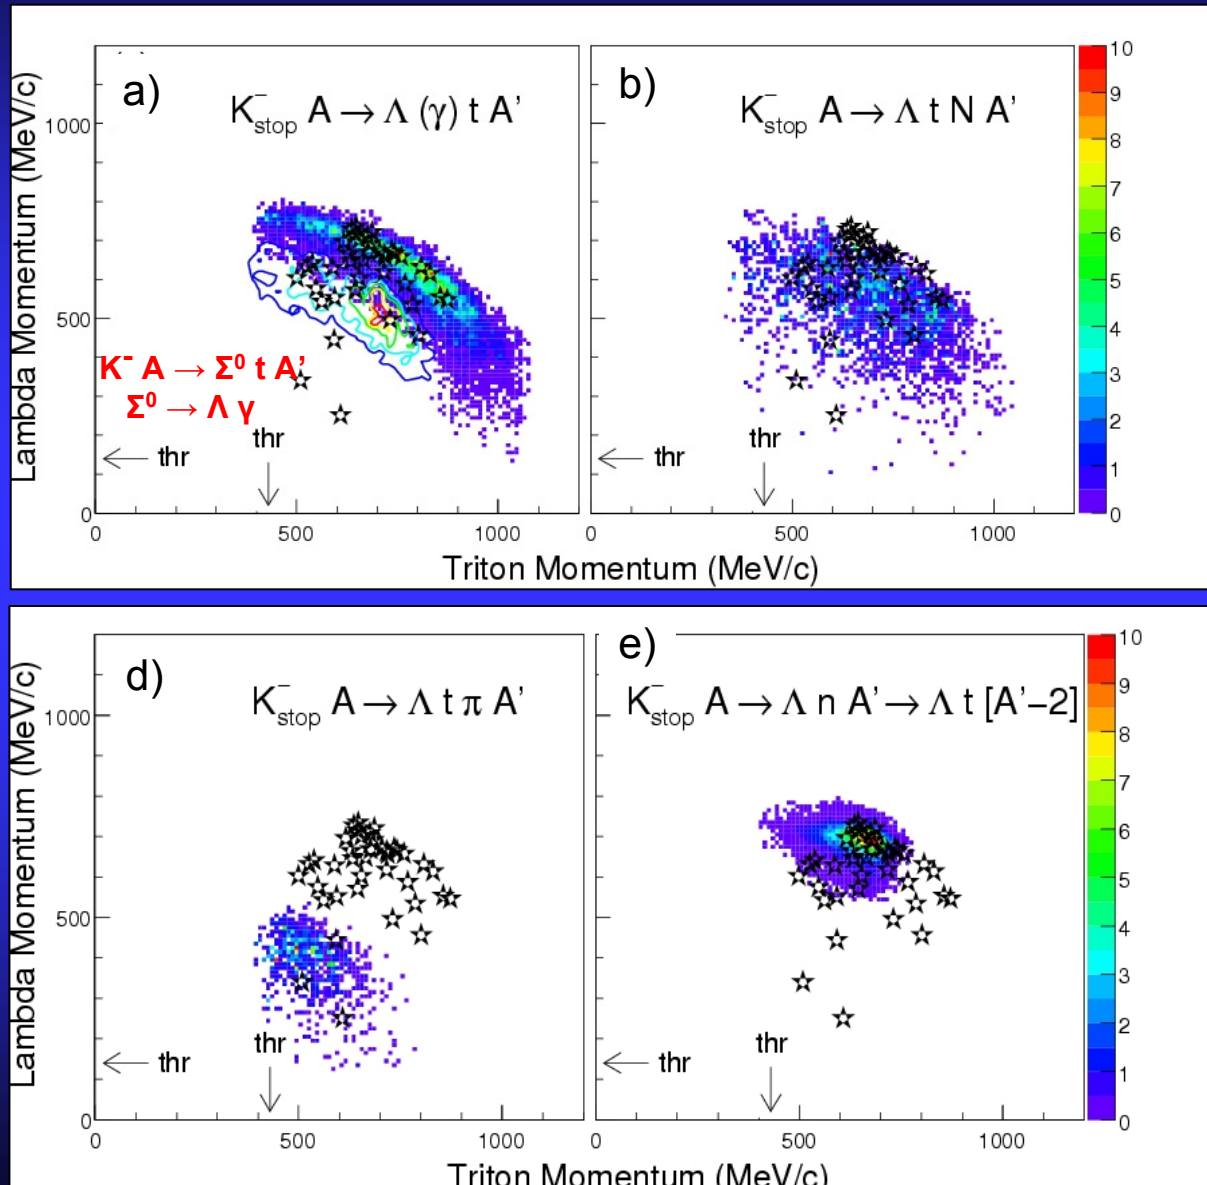 a)
K⁻stop A → Λ (γ) t A’
b)
K⁻stop A → Λ t N A’
Lambda Momentum (MeV/c)
1000
500
0
K⁻ A → Σ⁰ t A’
Σ⁰ → Λ γ
thr
thr
thr
thr
0
500
1000
0
500
1000
Triton Momentum (MeV/c)
10
9
8
7
6
5
4
3
2
1
0
d)
K⁻stop A → Λ t π A’
e)
K⁻stop A → Λ n A’ → Λ t [A’−2]
Lambda Momentum (MeV/c)
1000
500
0
thr
thr
thr
thr
0
500
1000
0
500
1000
Triton Momentum (MeV/c)
10
9
8
7
6
5
4
3
2
1
0